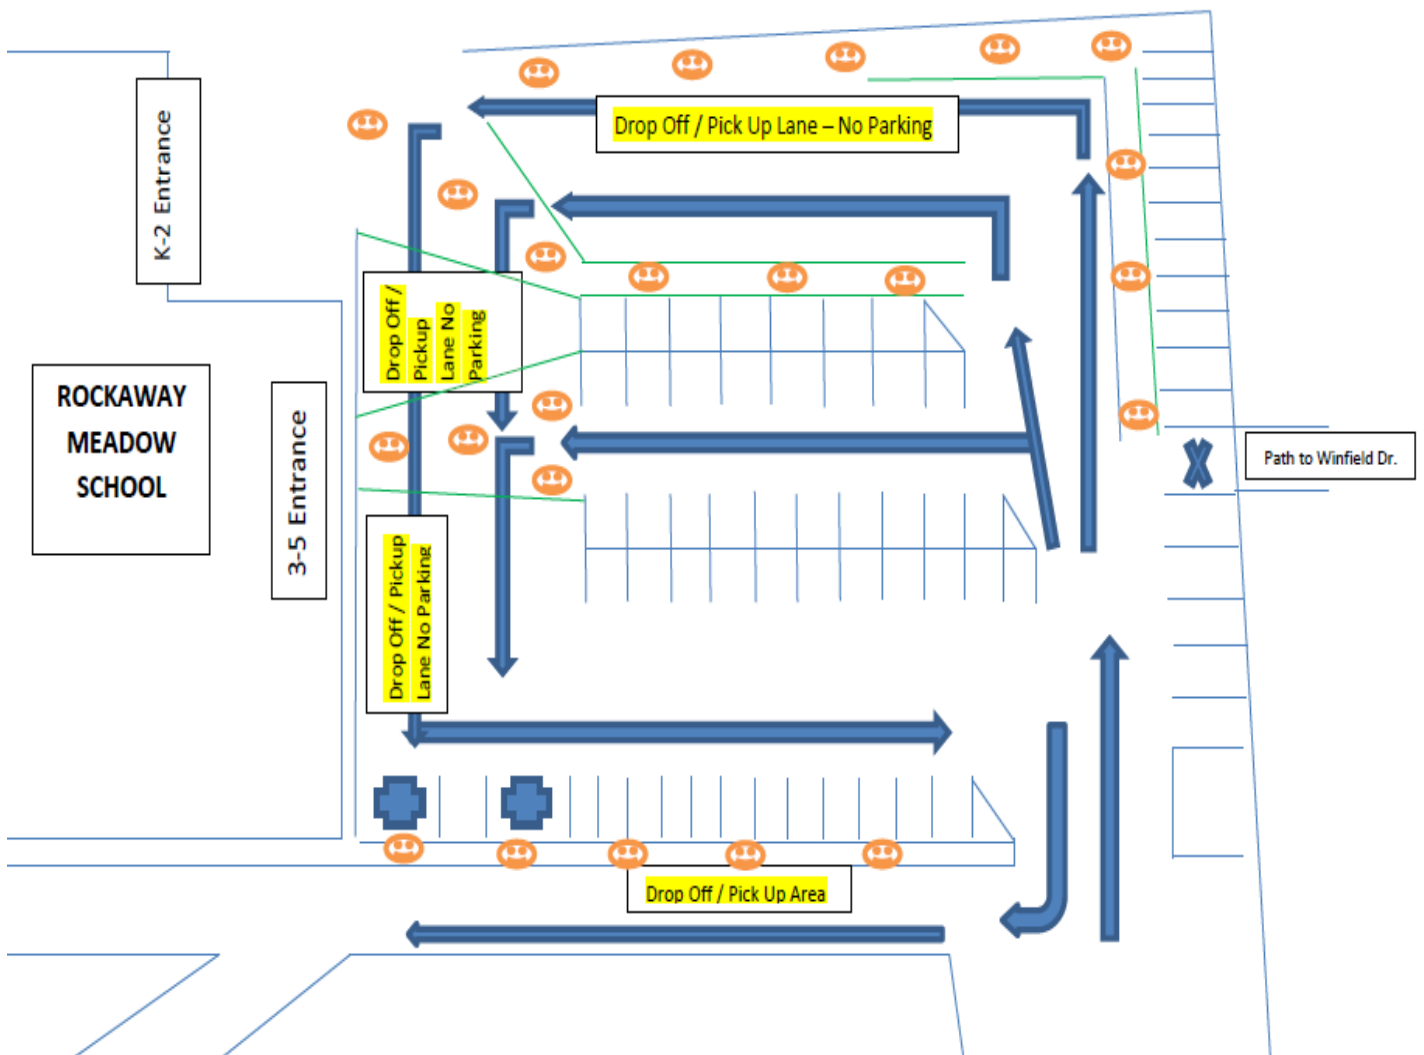 Drop Off / Pick Up Lane – No Parking
K-2 Entrance
Drop Off /
Pickup
Lane No
Parking
ROCKAWAY
MEADOW
SCHOOL
3-5 Entrance
Path to Winfield Dr.
Drop Off / Pickup
Lane No Parking
Drop Off / Pick Up Area